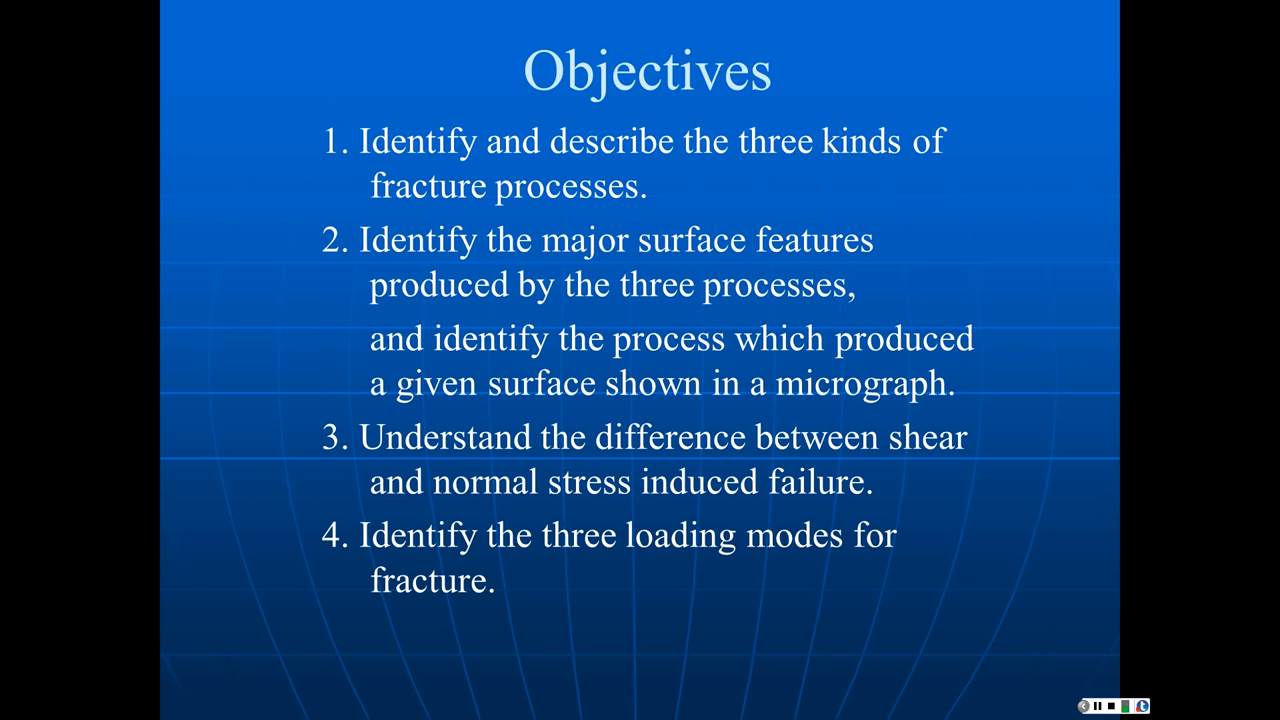 Objectives
1. Identify and describe the three kinds of
fracture processes.
2. Identify the major surface features
produced by the three processes,
and identify the process which produced
a given surface shown in a micrograph.
3. Understand the difference between shear
and normal stress induced failure.
4. Identify the three loading modes for
fracture.